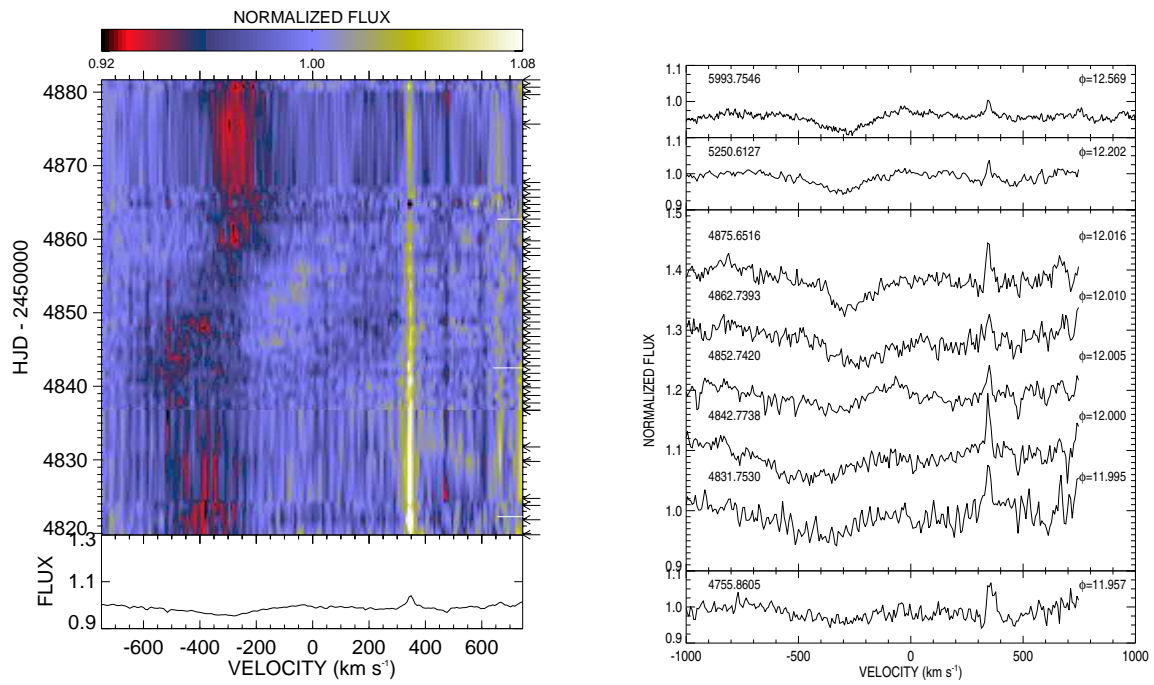 NORMALIZED FLUX
0.92 1.00 1.08
4880
4870
4860
4850
4840
4830
4820
HJD - 2450000
1.3
1.1
0.9
FLUX
-600 -400 -200 0 200 400 600
VELOCITY (km s-1)
1.1
1.0
5993.7546 ϕ=12.569
1.1
1.0
0.9
5250.6127 ϕ=12.202
1.5
1.4
1.3
1.2
1.1
1.0
0.9
NORMALIZED FLUX
4875.6516 ϕ=12.016
4862.7393 ϕ=12.010
4852.7420 ϕ=12.005
4842.7738 ϕ=12.000
4831.7530 ϕ=11.995
1.1
1.0
0.9
4755.8605 ϕ=11.957
-1000 -500 0 500 1000
VELOCITY (km s-1)